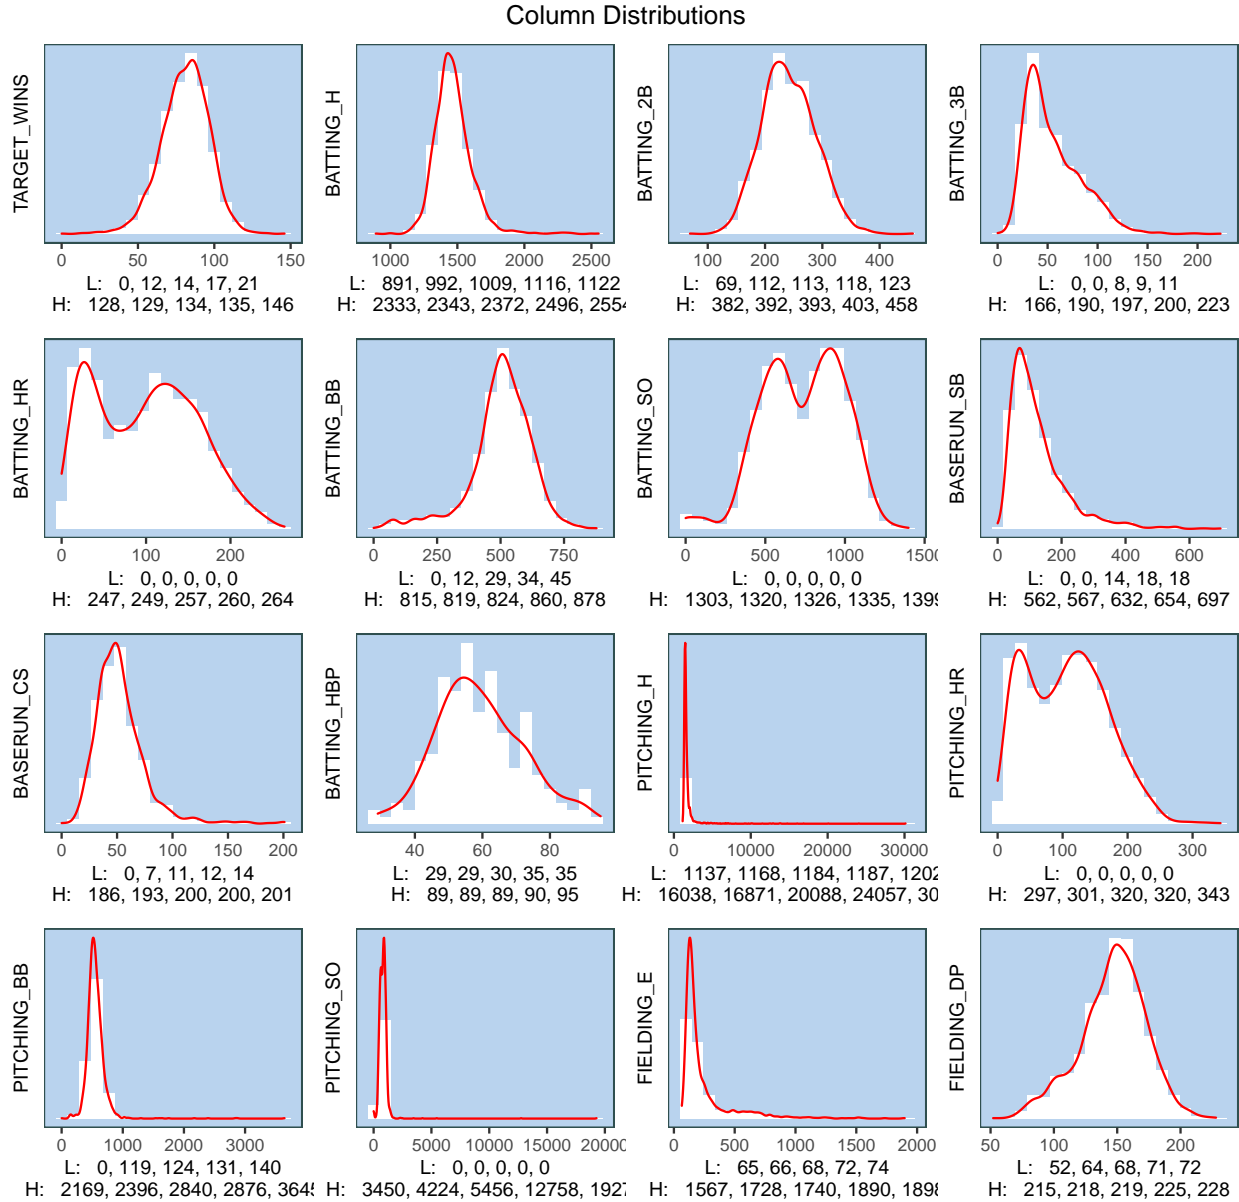 Column Distributions
TARGET_WINS
0 50 100 150
L: 0, 12, 14, 17, 21
H: 128, 129, 134, 135, 146
BATTING_H
1000 1500 2000 2500
L: 891, 992, 1009, 1116, 1122
H: 2333, 2343, 2372, 2496, 2554
BATTING_2B
100 200 300 400
L: 69, 112, 113, 118, 123
H: 382, 392, 393, 403, 458
BATTING_3B
0 50 100 150 200
L: 0, 0, 8, 9, 11
H: 166, 190, 197, 200, 223
BATTING_HR
0 100 200
L: 0, 0, 0, 0, 0
H: 247, 249, 257, 260, 264
BATTING_BB
0 250 500 750
L: 0, 12, 29, 34, 45
H: 815, 819, 824, 860, 878
BATTING_SO
0 500 1000 150
L: 0, 0, 0, 0, 0
H: 1303, 1320, 1326, 1335, 1399
BASERUN_SB
0 200 400 600
L: 0, 0, 14, 18, 18
H: 562, 567, 632, 654, 697
BASERUN_CS
0 50 100 150 200
L: 0, 7, 11, 12, 14
H: 186, 193, 200, 200, 201
BATTING_HBP
40 60 80
L: 29, 29, 30, 35, 35
H: 89, 89, 89, 90, 95
PITCHING_H
0 10000 20000 30000
L: 1137, 1168, 1184, 1187, 1202
H: 16038, 16871, 20088, 24057, 30
PITCHING_HR
0 100 200 300
L: 0, 0, 0, 0, 0
H: 297, 301, 320, 320, 343
PITCHING_BB
0 1000 2000 3000
L: 0, 119, 124, 131, 140
H: 2169, 2396, 2840, 2876, 3645
PITCHING_SO
0 5000 10000 15000 2000
L: 0, 0, 0, 0, 0
H: 3450, 4224, 5456, 12758, 1927
FIELDING_E
0 500 1000 1500 2000
L: 65, 66, 68, 72, 74
H: 1567, 1728, 1740, 1890, 1898
FIELDING_DP
50 100 150 200
L: 52, 64, 68, 71, 72
H: 215, 218, 219, 225, 228